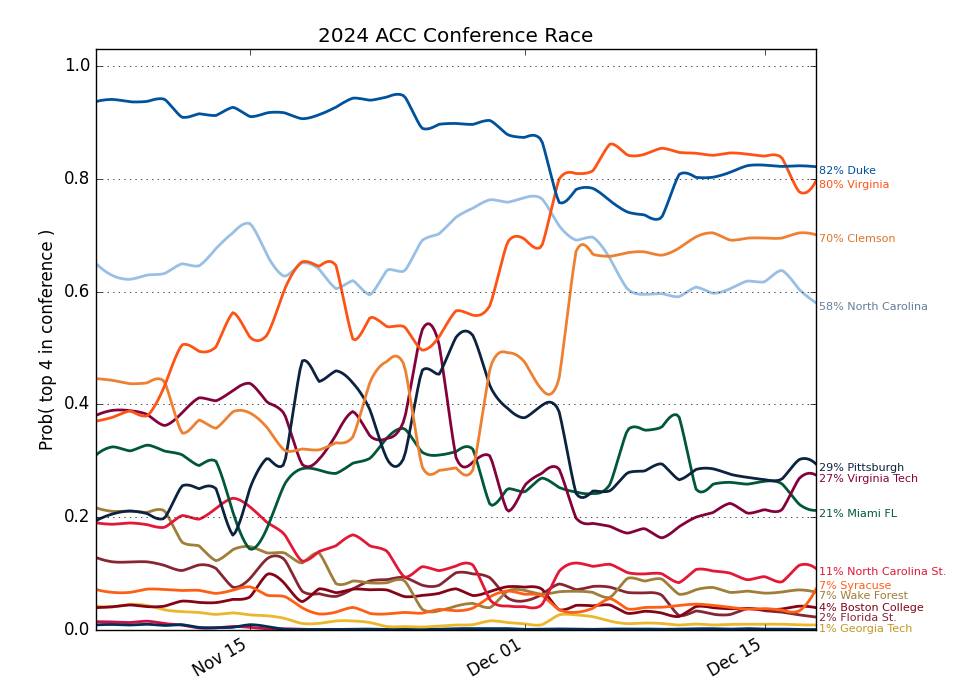 2024 ACC Conference Race
Prob( top 4 in conference )
1.0
0.8
0.6
0.4
0.2
0.0
Nov 15
Dec 01
Dec 15
82% Duke
80% Virginia
70% Clemson
58% North Carolina
29% Pittsburgh
27% Virginia Tech
21% Miami FL
11% North Carolina St.
7% Syracuse
7% Wake Forest
4% Boston College
2% Florida St.
1% Georgia Tech